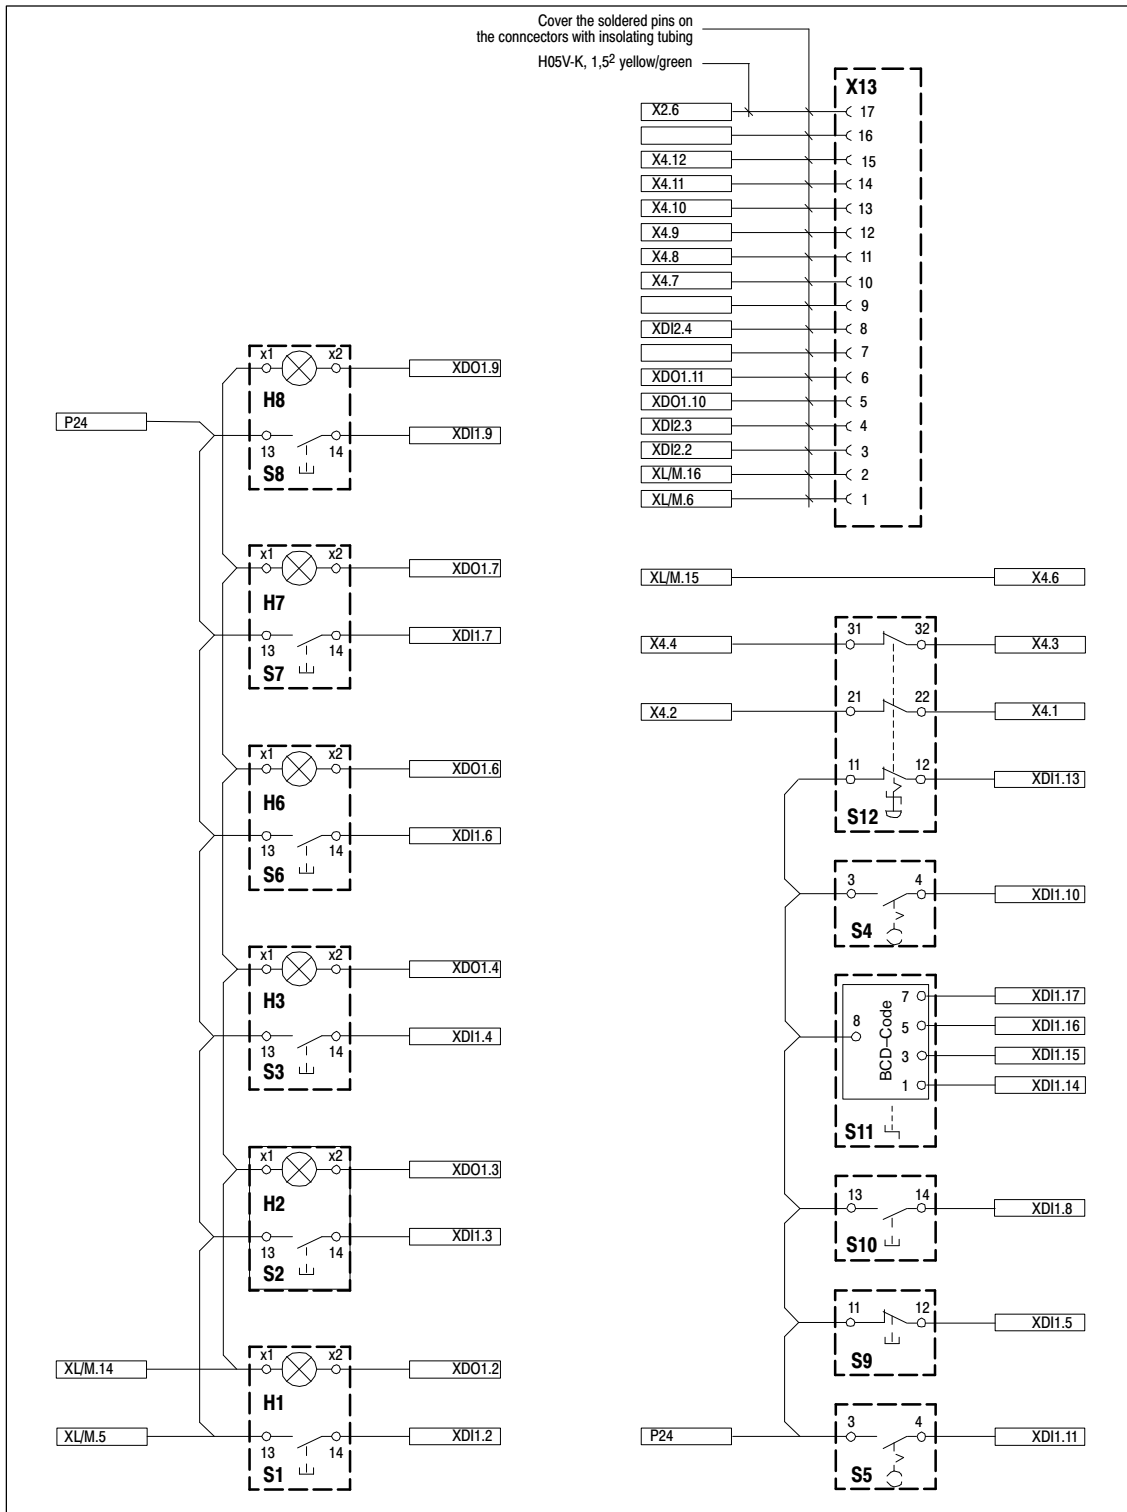 Cover the soldered pins on
the conncectors with insolating tubing
H05V-K, 1,5² yellow/green
X13
X2.6 17
16
X4.12 15
X4.11 14
X4.10 13
X4.9 12
X4.8 11
X4.7 10
9
XDI2.4 8
7
XDO1.11 6
XDO1.10 5
XDI2.3 4
XDI2.2 3
XL/M.16 2
XL/M.6 1
P24
x1 x2 XDO1.9
H8
13 14 XDI1.9
S8
x1 x2 XDO1.7
H7
13 14 XDI1.7
S7
x1 x2 XDO1.6
H6
13 14 XDI1.6
S6
x1 x2 XDO1.4
H3
13 14 XDI1.4
S3
x1 x2 XDO1.3
H2
13 14 XDI1.3
S2
XL/M.14 x1 x2 XDO1.2
H1
XL/M.5 13 14 XDI1.2
S1
XL/M.15 X4.6
X4.4 31 32 X4.3
X4.2 21 22 X4.1
11 12 XDI1.13
S12
3 4 XDI1.10
S4
8 BCD–Code
7 XDI1.17
5 XDI1.16
3 XDI1.15
1 XDI1.14
S11
13 14 XDI1.8
S10
11 12 XDI1.5
S9
P24 3 4 XDI1.11
S5